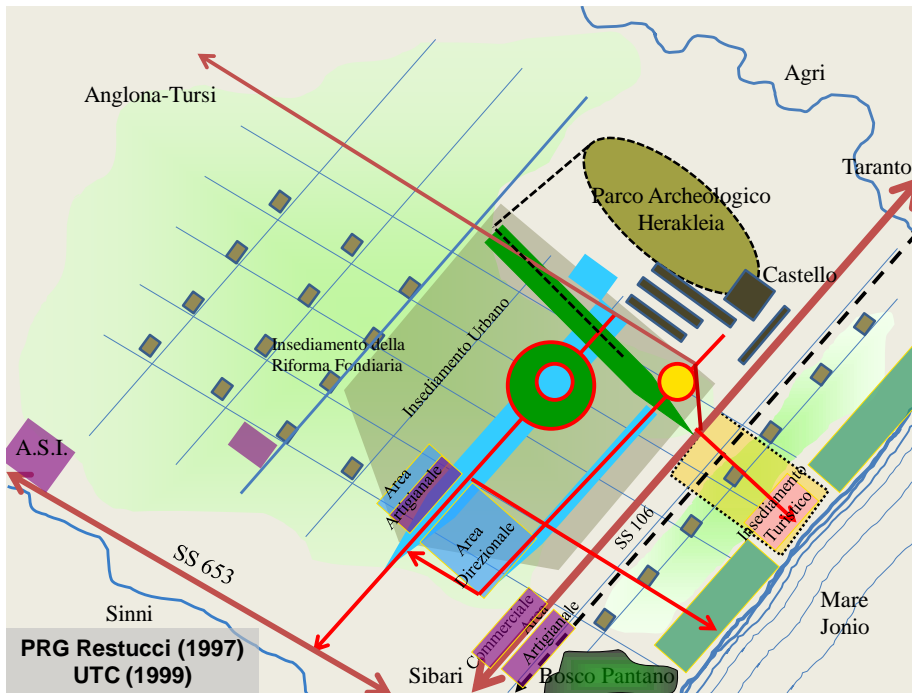 Agri
Anglona-Tursi
Taranto
Parco Archeologico
Herakleia
Castello
Insediamento Urbano
Insediamento della
Riforma Fondiaria
A.S.I.
Area
Artigianale
Area
Direzionale
Insediamento
Turistico
SS 106
SS 653
Sinni
Commerciale
Area
Artigianale
Mare
Jonio
PRG Restucci (1997)
UTC (1999)
Sibari
Bosco Pantano